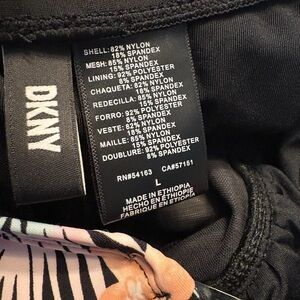 DKNY
SHELL: 82% NYLON
18% SPANDEX
MESH: 85% NYLON
15% SPANDEX
LINING: 92% POLYESTER
8% SPANDEX
CHAQUETA: 82% NYLON
18% SPANDEX
REDECILLA: 85% NYLON
15% SPANDEX
FORRO: 92% POLYESTER
8% SPANDEX
VESTE: 82% NYLON
18% SPANDEX
MAILLE: 85% NYLON
15% SPANDEX
DOUBLURE: 92% POLYESTER
8% SPANDEX
RN#54163 CA#57151
L
MADE IN ETHIOPIA
HECHO EN ETHIOPIA
FABRIQUE EN ETIOPIA